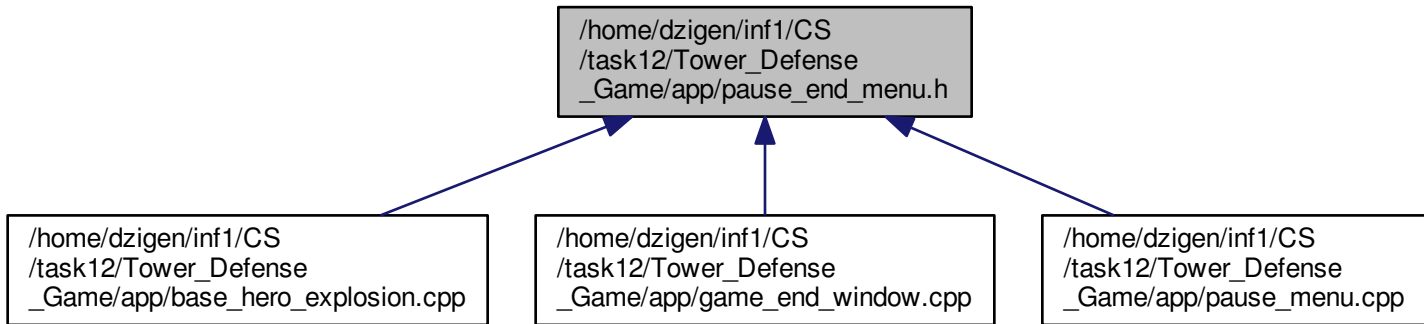 /home/dzigen/inf1/CS
/task12/Tower_Defense
_Game/app/pause_end_menu.h
/home/dzigen/inf1/CS
/task12/Tower_Defense
_Game/app/base_hero_explosion.cpp
/home/dzigen/inf1/CS
/task12/Tower_Defense
_Game/app/game_end_window.cpp
/home/dzigen/inf1/CS
/task12/Tower_Defense
_Game/app/pause_menu.cpp